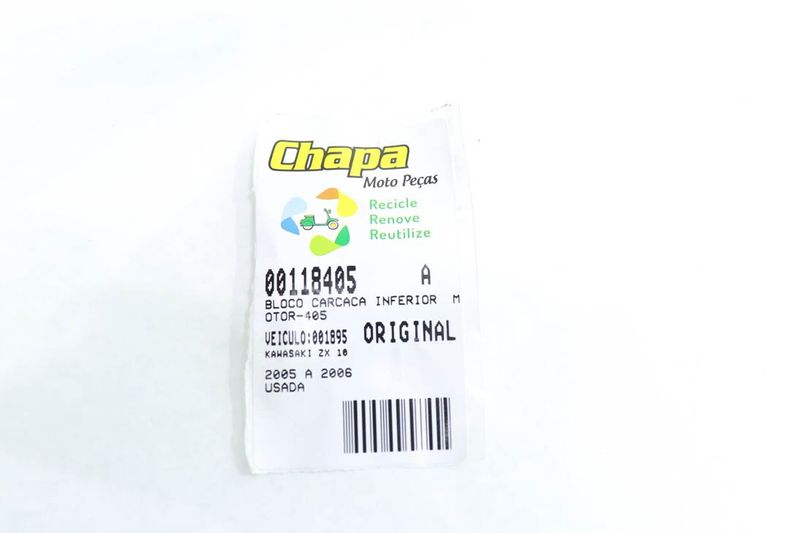 Chapa
Moto Peças
Recicle
Renove
Reutilize
00118405 A
BLOCO CARCACA INFERIOR M
OTOR-405
VEICULO:001895 ORIGINAL
KAWASAKI ZX 10
2005 A 2006
USADA